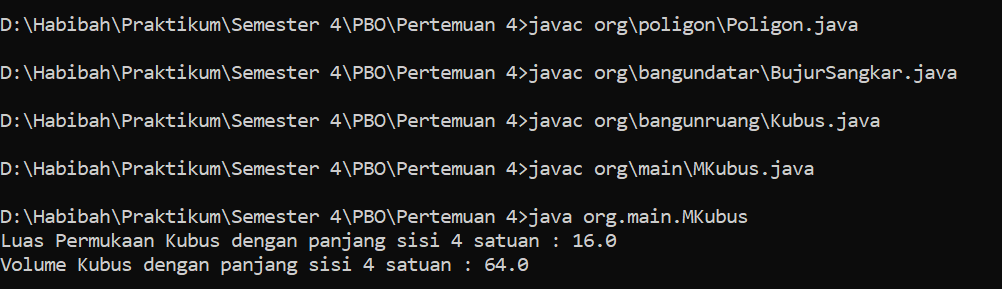 D:\Habibah\Praktikum\Semester 4\PBO\Pertemuan 4>javac org\poligon\Poligon.java
D:\Habibah\Praktikum\Semester 4\PBO\Pertemuan 4>javac org\bangundatar\BujurSangkar.java
D:\Habibah\Praktikum\Semester 4\PBO\Pertemuan 4>javac org\bangunruang\Kubus.java
D:\Habibah\Praktikum\Semester 4\PBO\Pertemuan 4>javac org\main\MKubus.java
D:\Habibah\Praktikum\Semester 4\PBO\Pertemuan 4>java org.main.MKubus
Luas Permukaan Kubus dengan panjang sisi 4 satuan : 16.0
Volume Kubus dengan panjang sisi 4 satuan : 64.0